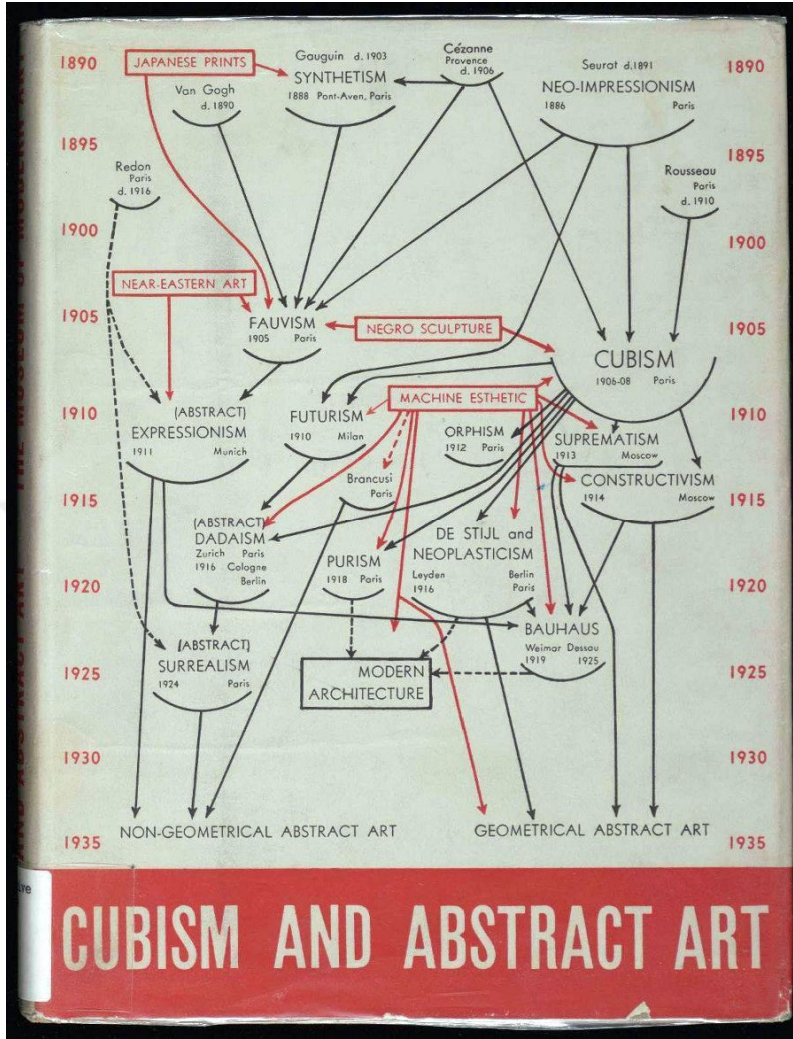 1890
JAPANESE PRINTS
Gauguin d.1903
SYNTHETISM
1888 Pont-Aven, Paris
Cézanne
Provence
d. 1906
Seurat d.1891
NEO-IMPRESSIONISM
1886 Paris
1890
Van Gogh
d. 1890
1895
1895
Redon
Paris
d. 1916
Rousseau
Paris
d. 1910
1900
1900
NEAR-EASTERN ART
1905
FAUVISM
1905 Paris
NEGRO SCULPTURE
1905
CUBISM
1906-08 Paris
MACHINE ESTHETIC
1910
(ABSTRACT)
EXPRESSIONISM
1911 Munich
FUTURISM
1910 Milan
ORPHISM
1912 Paris
SUPREMATISM
1913 Moscow
1910
Brancusi
Paris
CONSTRUCTIVISM
1914 Moscow
1915
1915
(ABSTRACT)
DADAISM
Zurich Paris
1916 Cologne
Berlin
PURISM
1918 Paris
DE STIJL and
NEOPLASTICISM
Leyden Berlin
1916 Paris
1920
1920
BAUHAUS
Weimar Dessau
1919 1925
(ABSTRACT)
SURREALISM
1924 Paris
MODERN
ARCHITECTURE
1925
1925
1930
1930
NON-GEOMETRICAL ABSTRACT ART
GEOMETRICAL ABSTRACT ART
1935
1935
CUBISM AND ABSTRACT ART